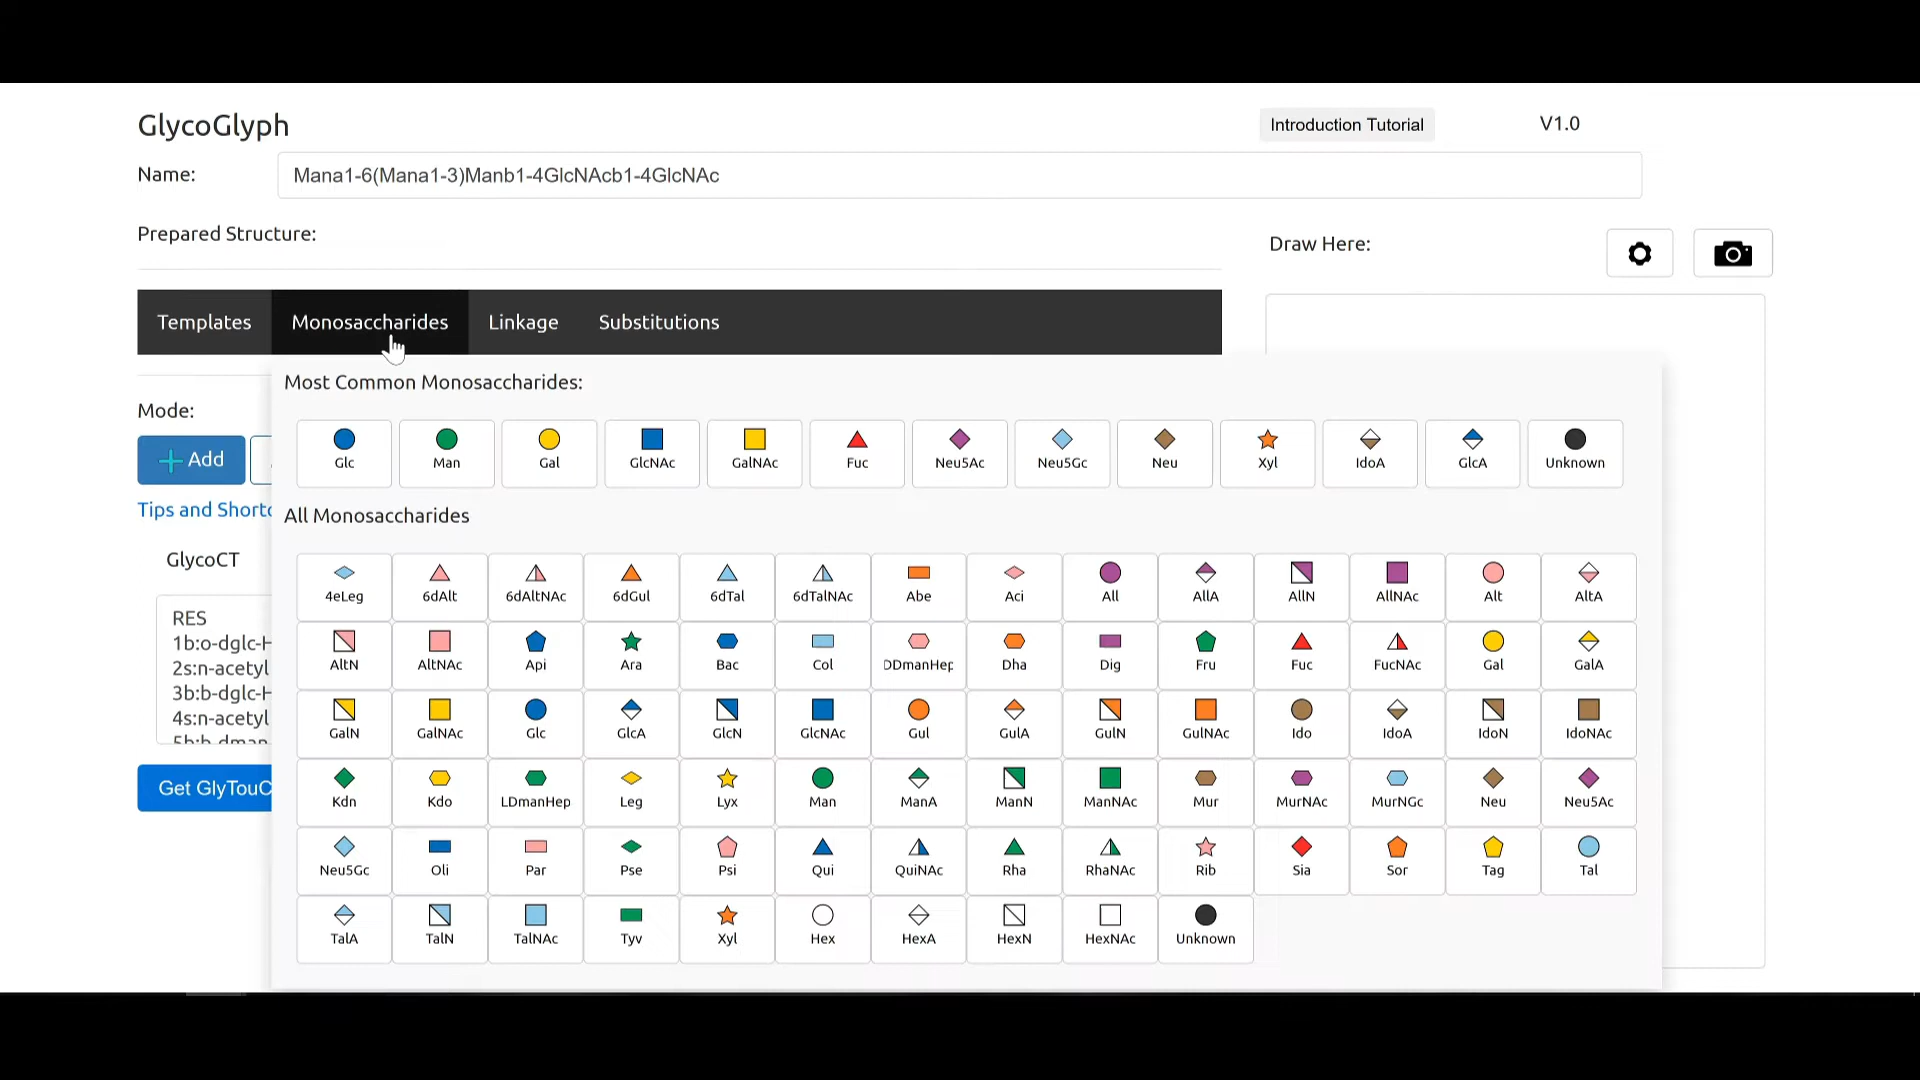 GlycoGlyph
Introduction Tutorial
V1.0
Name:
Mana1-6(Mana1-3)Manb1-4GlcNAcb1-4GlcNAc
Prepared Structure:
Draw Here:
Templates Monosaccharides Linkage Substitutions
Most Common Monosaccharides:
Mode:
Add
Glc Man Gal GlcNAc GalNAc Fuc Neu5Ac Neu5Gc Neu Xyl IdoA GlcA Unknown
Tips and Shortc
All Monosaccharides
GlycoCT
4eLeg 6dAlt 6dAltNAc 6dGul 6dTal 6dTalNAc Abe Aci All AllA AllN AllNAc Alt AltA
RES
1b:o-dglc-H
2s:n-acetyl
3b:b-dglc-H
4s:n-acetyl
5b:b-dman-
AltN AltNAc Api Ara Bac Col DDmanHep Dha Dig Fru Fuc FucNAc Gal GalA
GalN GalNAc Glc GlcA GlcN GlcNAc Gul GulA GulN GulNAc Ido IdoA IdoN IdoNAc
Get GlyTouC
Kdn Kdo LDmanHep Leg Lyx Man ManA ManN ManNAc Mur MurNAc MurNGc Neu Neu5Ac
Neu5Gc Oli Par Pse Psi Qui QuiNAc Rha RhaNAc Rib Sia Sor Tag Tal
TalA TalN TalNAc Tyv Xyl Hex HexA HexN HexNAc Unknown